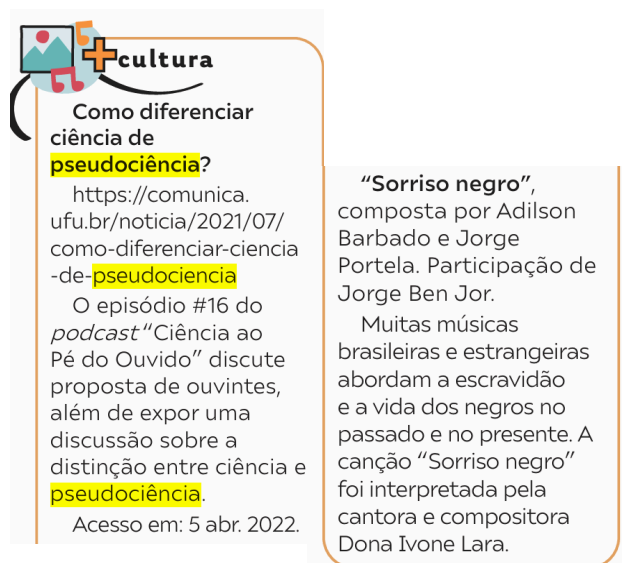 +cultura
Como diferenciar
ciência de
pseudociência?
https://comunica.
ufu.br/noticia/2021/07/
como-diferenciar-ciencia
-de-pseudociencia
O episódio #16 do
podcast “Ciência ao
Pé do Ouvido” discute
proposta de ouvintes,
além de expor uma
discussão sobre a
distinção entre ciência e
pseudociência.
Acesso em: 5 abr. 2022.
“Sorriso negro”,
composta por Adilson
Barbado e Jorge
Portela. Participação de
Jorge Ben Jor.
Muitas músicas
brasileiras e estrangeiras
abordam a escravidão
e a vida dos negros no
passado e no presente. A
canção “Sorriso negro”
foi interpretada pela
cantora e compositora
Dona Ivone Lara.